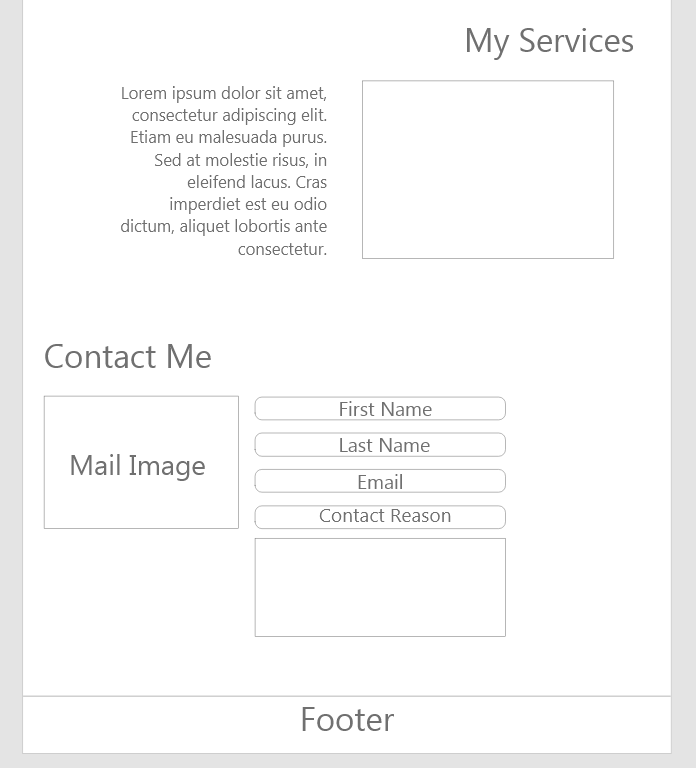 My Services
Lorem ipsum dolor sit amet,
consectetur adipiscing elit.
Etiam eu malesuada purus.
Sed at molestie risus, in
eleifend lacus. Cras
imperdiet est eu odio
dictum, aliquet lobortis ante
consectetur.
Contact Me
Mail Image
First Name
Last Name
Email
Contact Reason
Footer